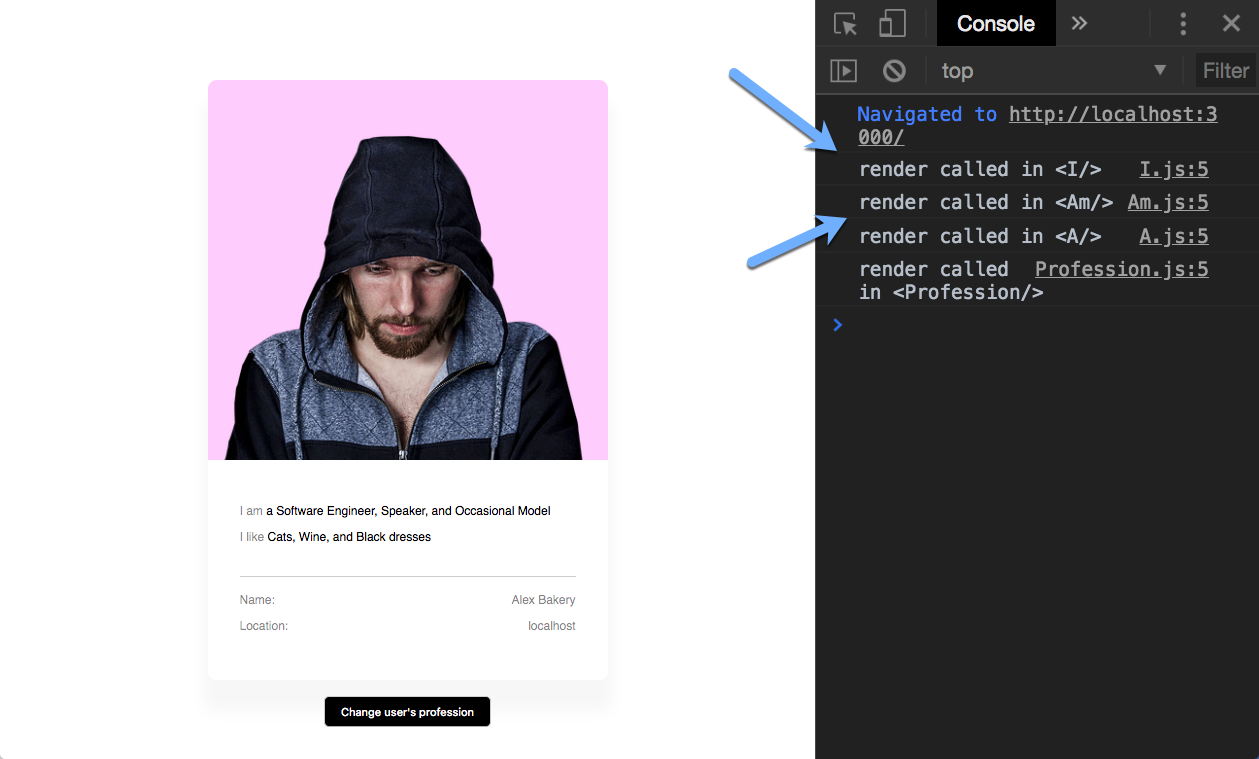 I am a Software Engineer, Speaker, and Occasional Model
I like Cats, Wine, and Black dresses
Name: Alex Bakery
Location: localhost
Change user's profession
Console »
top ▼ Filter
Navigated to http://localhost:3
000/
render called in <I/> I.js:5
render called in <Am/> Am.js:5
render called in <A/> A.js:5
render called Profession.js:5
in <Profession/>